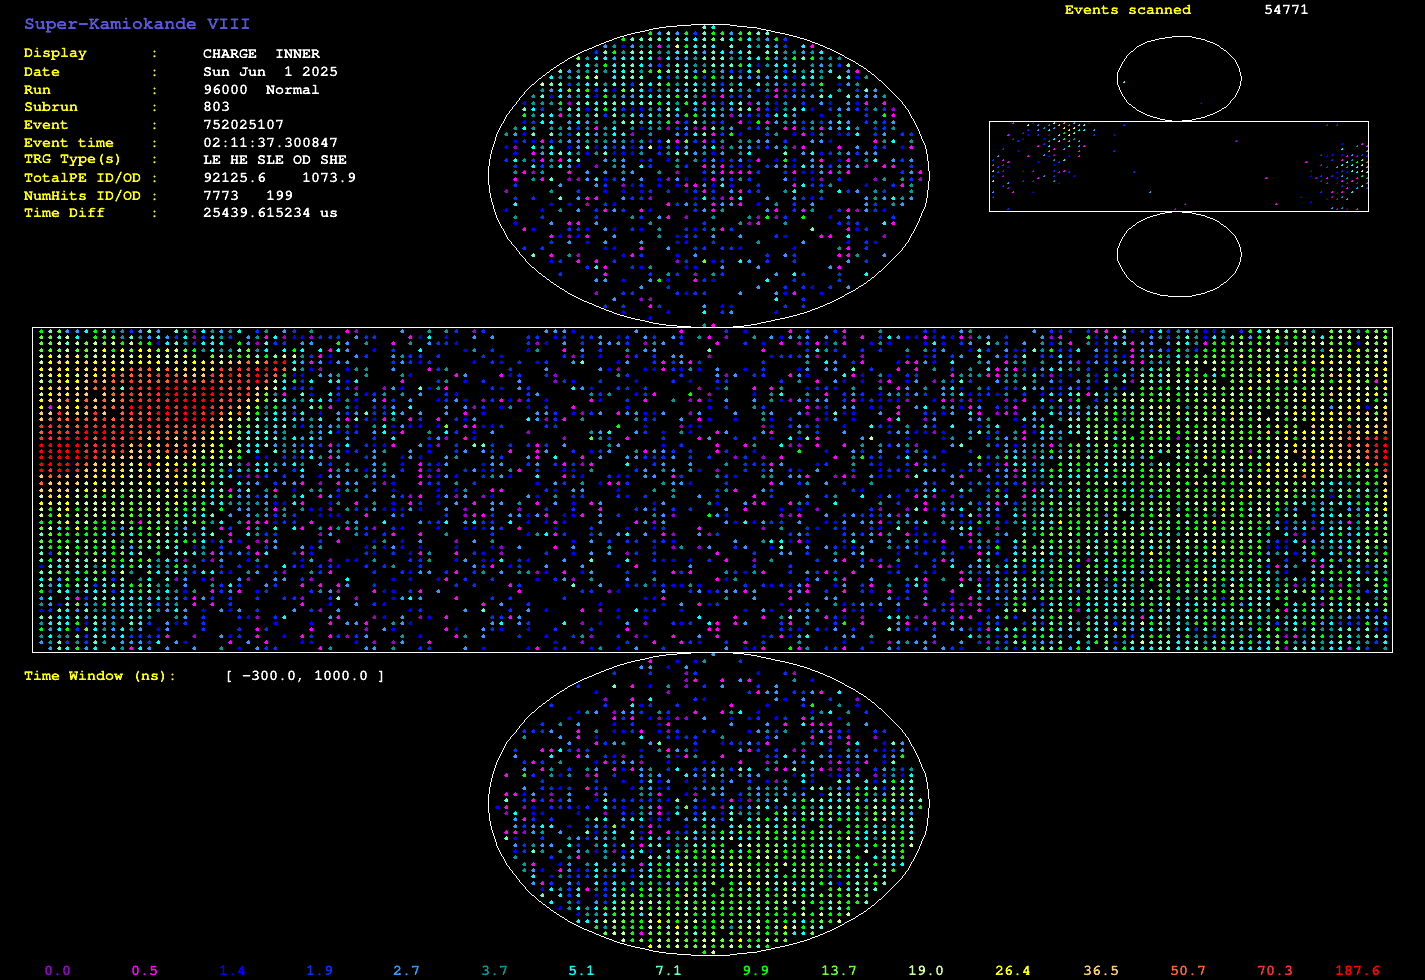 Super-Kamiokande VIII
Display : CHARGE INNER
Date : Sun Jun 1 2025
Run : 96000 Normal
Subrun : 803
Event : 752025107
Event time : 02:11:37.300847
TRG Type(s) : LE HE SLE OD SHE
TotalPE ID/OD : 92125.6 1073.9
NumHits ID/OD : 7773 199
Time Diff : 25439.615234 us
Events scanned 54771
Time Window (ns): [ -300.0, 1000.0 ]
0.0 0.5 1.4 1.9 2.7 3.7 5.1 7.1 9.9 13.7 19.0 26.4 36.5 50.7 70.3 187.6